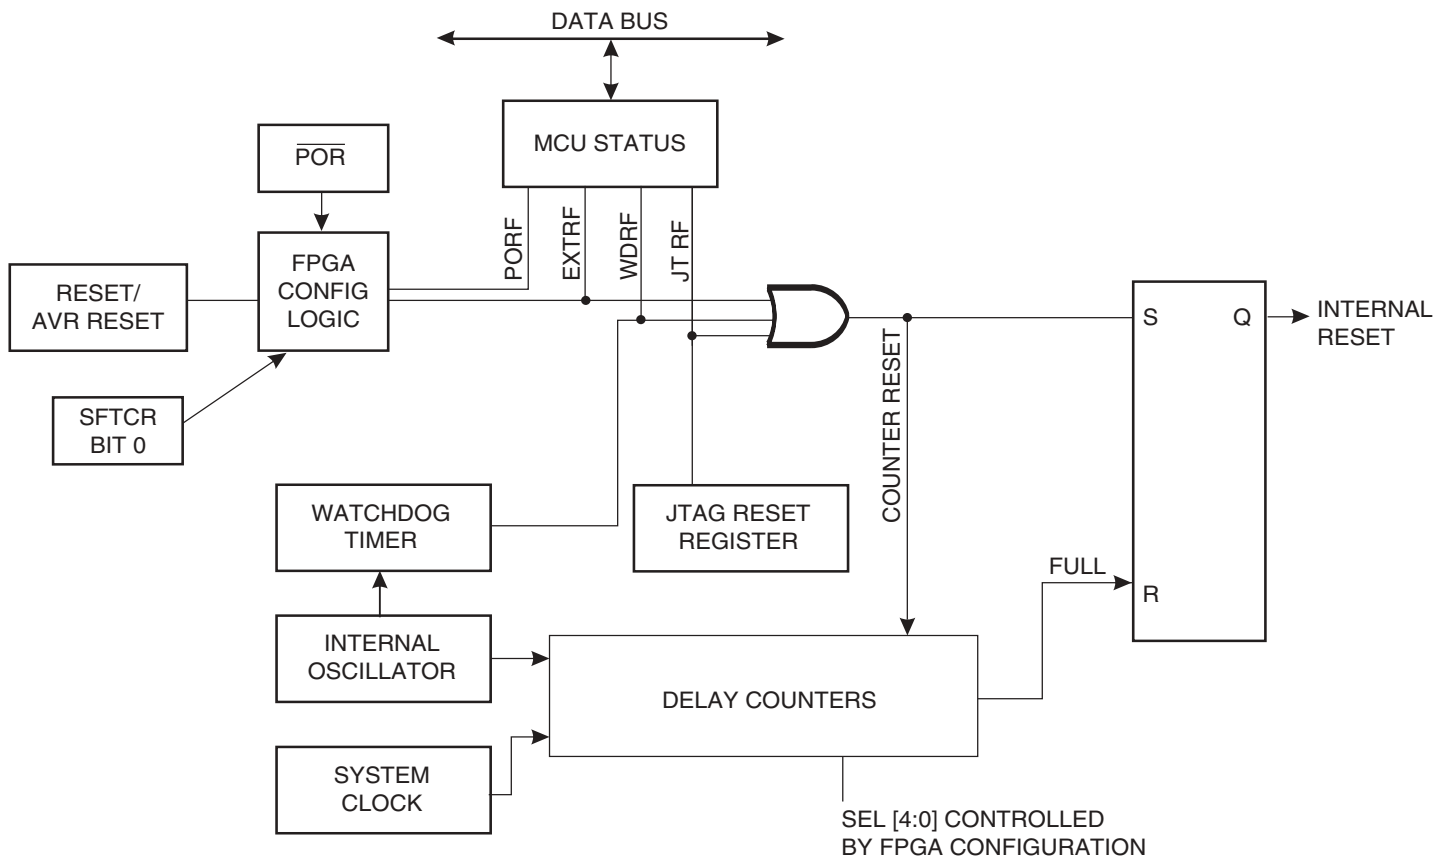 DATA BUS
MCU STATUS
POR
PORF
EXTRF
WDRF
JT RF
FPGA
CONFIG
LOGIC
RESET/
AVR RESET
SFTCR
BIT 0
S
Q
INTERNAL
RESET
COUNTER RESET
WATCHDOG
TIMER
JTAG RESET
REGISTER
FULL
R
INTERNAL
OSCILLATOR
DELAY COUNTERS
SYSTEM
CLOCK
SEL [4:0] CONTROLLED
BY FPGA CONFIGURATION